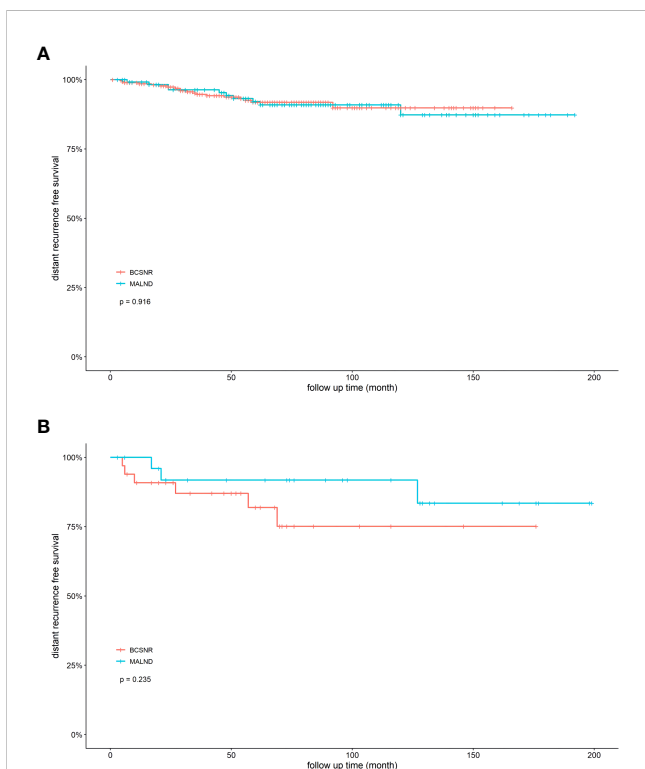 A
100%
75%
50%
25%
0%
distant recurrence free survival
BCSNR
MALND
p = 0.916
0 50 100 150 200
follow up time (month)
B
100%
75%
50%
25%
0%
distant recurrence free survival
BCSNR
MALND
p = 0.235
0 50 100 150 200
follow up time (month)